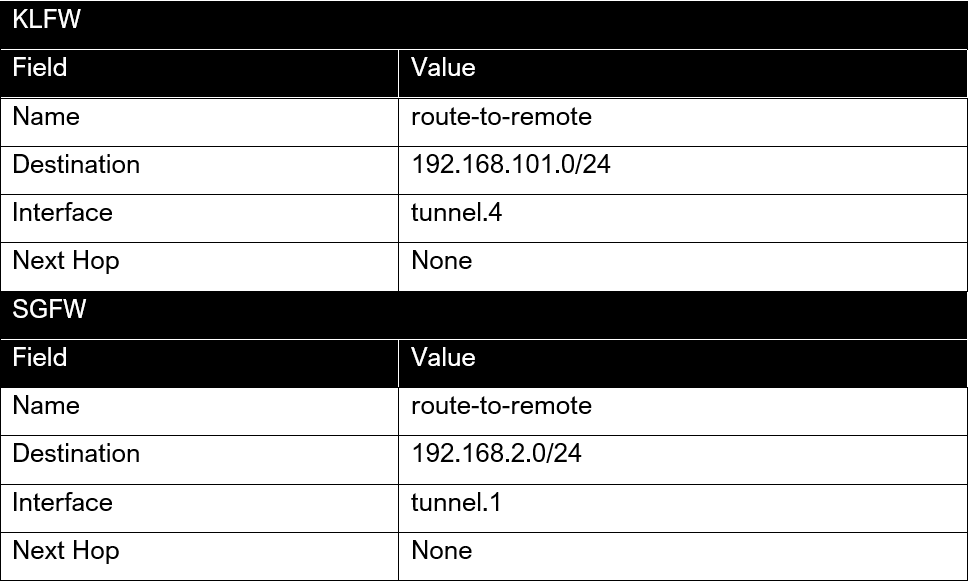 KLFW
Field Value
Name route-to-remote
Destination 192.168.101.0/24
Interface tunnel.4
Next Hop None
SGFW
Field Value
Name route-to-remote
Destination 192.168.2.0/24
Interface tunnel.1
Next Hop None